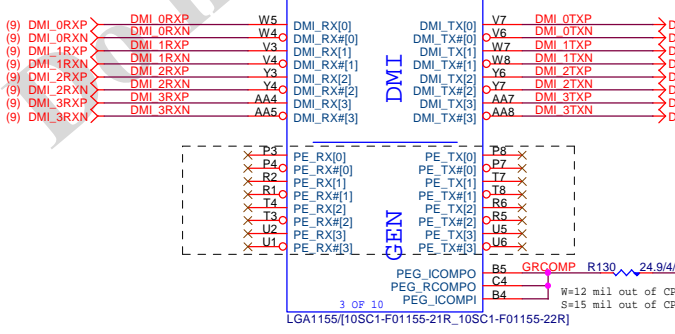 (9) DMI_0RXP DMI_0RXP W5 DMI_RX[0] DMI_TX[0] V7 DMI_0TXP D
(9) DMI_0RXN DMI_0RXN W4 DMI_RX#[0] DMI_TX#[0] V6 DMI_0TXN D
(9) DMI_1RXP DMI_1RXP V3 DMI_RX[1] DMI_TX[1] W7 DMI_1TXP D
(9) DMI_1RXN DMI_1RXN V4 DMI_RX#[1] DMI_TX#[1] W8 DMI_1TXN D
(9) DMI_2RXP DMI_2RXP Y3 DMI_RX[2] DMI_TX[2] Y6 DMI_2TXP D
(9) DMI_2RXN DMI_2RXN Y4 DMI_RX#[2] DMI_TX#[2] Y7 DMI_2TXN D
(9) DMI_3RXP DMI_3RXP AA4 DMI_RX[3] DMI_TX[3] AA7 DMI_3TXP D
(9) DMI_3RXN DMI_3RXN AA5 DMI_RX#[3] DMI_TX#[3] AA8 DMI_3TXN D
DMI
P3 PE_RX[0] PE_TX[0] P8
P4 PE_RX#[0] PE_TX#[0] P7
R2 PE_RX[1] PE_TX[1] T7
R1 PE_RX#[1] PE_TX#[1] T8
T4 PE_RX[2] PE_TX[2] R6
T3 PE_RX#[2] PE_TX#[2] R5
U2 PE_RX[3] PE_TX[3] U5
U1 PE_RX#[3] PE_TX#[3] U6
GEN
PEG_ICOMPO B5 GRCOMP R130 24.9/4/
PEG_RCOMPO C4
PEG_ICOMPI B4
W=12 mil out of CP
S=15 mil out of CP
3 OF 10
LGA1155/[10SC1-F01155-21R_10SC1-F01155-22R]